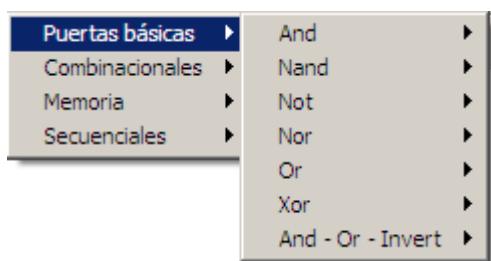 Puertas básicas
Combinacionales
Memoria
Secuenciales
And
Nand
Not
Nor
Or
Xor
And - Or - Invert